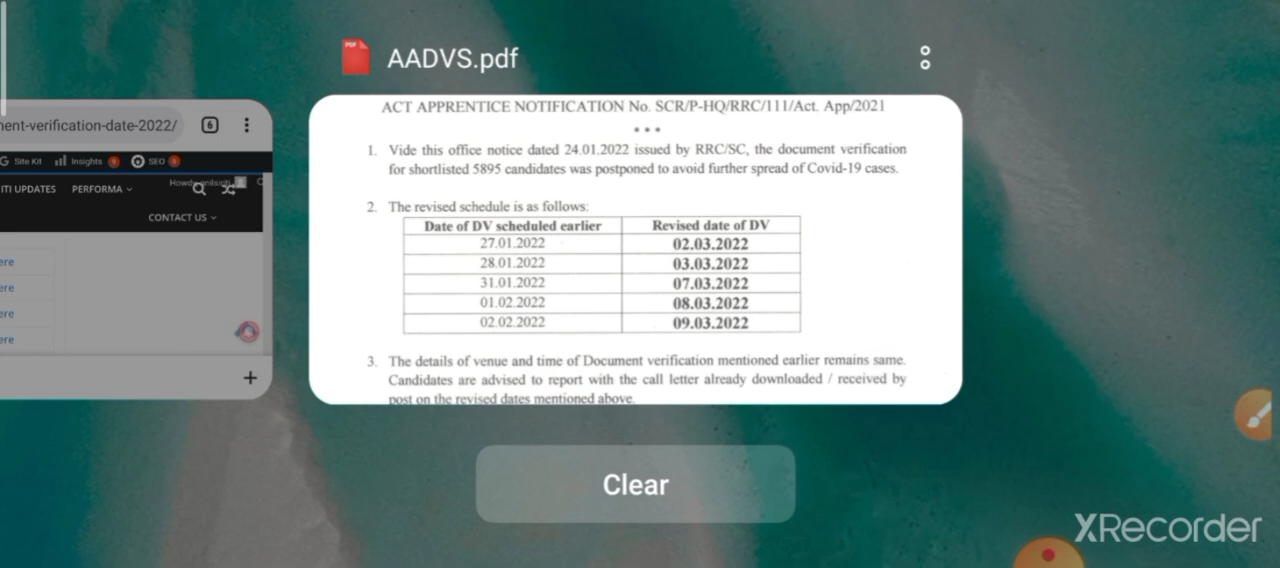 AADVS.pdf
ent-verification-date-2022/
6
Site Kit
Insights
9
SEO
ITI UPDATES
PERFORMA
CONTACT US
ere
ere
ere
ere
ACT APPRENTICE NOTIFICATION No. SCR/P-HQ/RRC/111/Act. App/2021
* * *
1. Vide this office notice dated 24.01.2022 issued by RRC/SC, the document verification
for shortlisted 5895 candidates was postponed to avoid further spread of Covid-19 cases.
2. The revised schedule is as follows:
Date of DV scheduled earlier Revised date of DV
27.01.2022 02.03.2022
28.01.2022 03.03.2022
31.01.2022 07.03.2022
01.02.2022 08.03.2022
02.02.2022 09.03.2022
3. The details of venue and time of Document verification mentioned earlier remains same.
Candidates are advised to report with the call letter already downloaded / received by
post on the revised dates mentioned above.
Clear
XRecorder